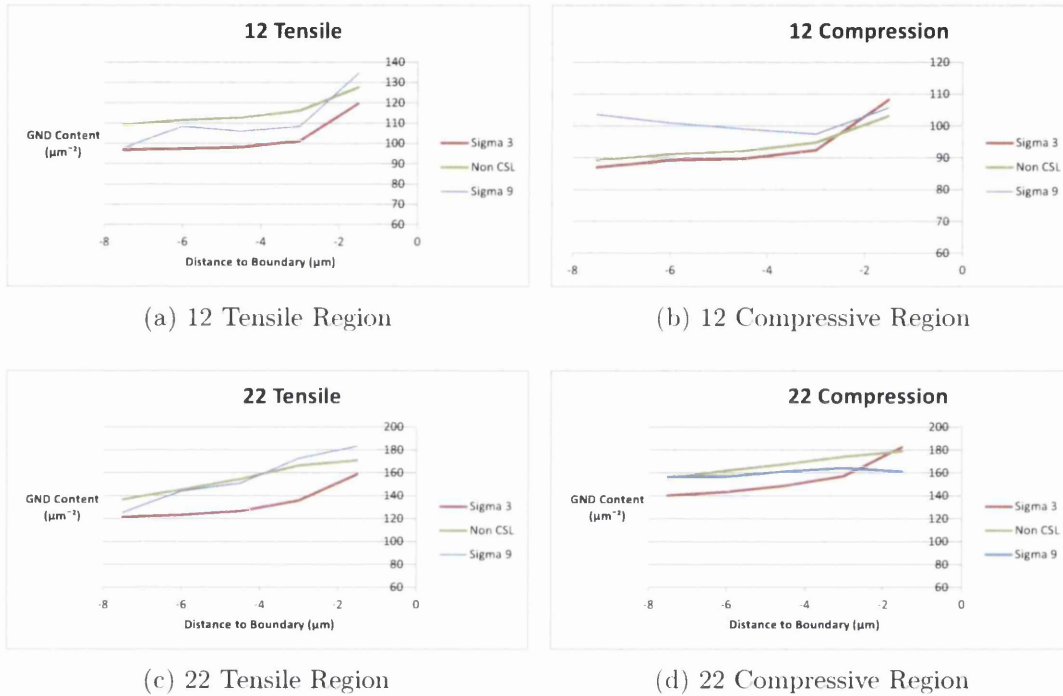 12 Tensile
140
130
120
110
100
90
80
70
60
GND Content
(μm⁻²)
Sigma 3
Non CSL
Sigma 9
-8 -6 -4 -2 0
Distance to Boundary (μm)
(a) 12 Tensile Region
12 Compression
120
110
100
90
80
70
60
Sigma 3
Non CSL
Sigma 9
-8 -6 -4 -2 0
(b) 12 Compressive Region
22 Tensile
200
180
160
140
120
100
80
60
GND Content
(μm⁻²)
Sigma 3
Non CSL
Sigma 9
-8 -6 -4 -2 0
Distance to Boundary (μm)
(c) 22 Tensile Region
22 Compression
200
180
160
140
120
100
80
60
GND Content
(μm⁻²)
Sigma 3
Non CSL
Sigma 9
-8 -6 -4 -2 0
Distance to Boundary (μm)
(d) 22 Compressive Region